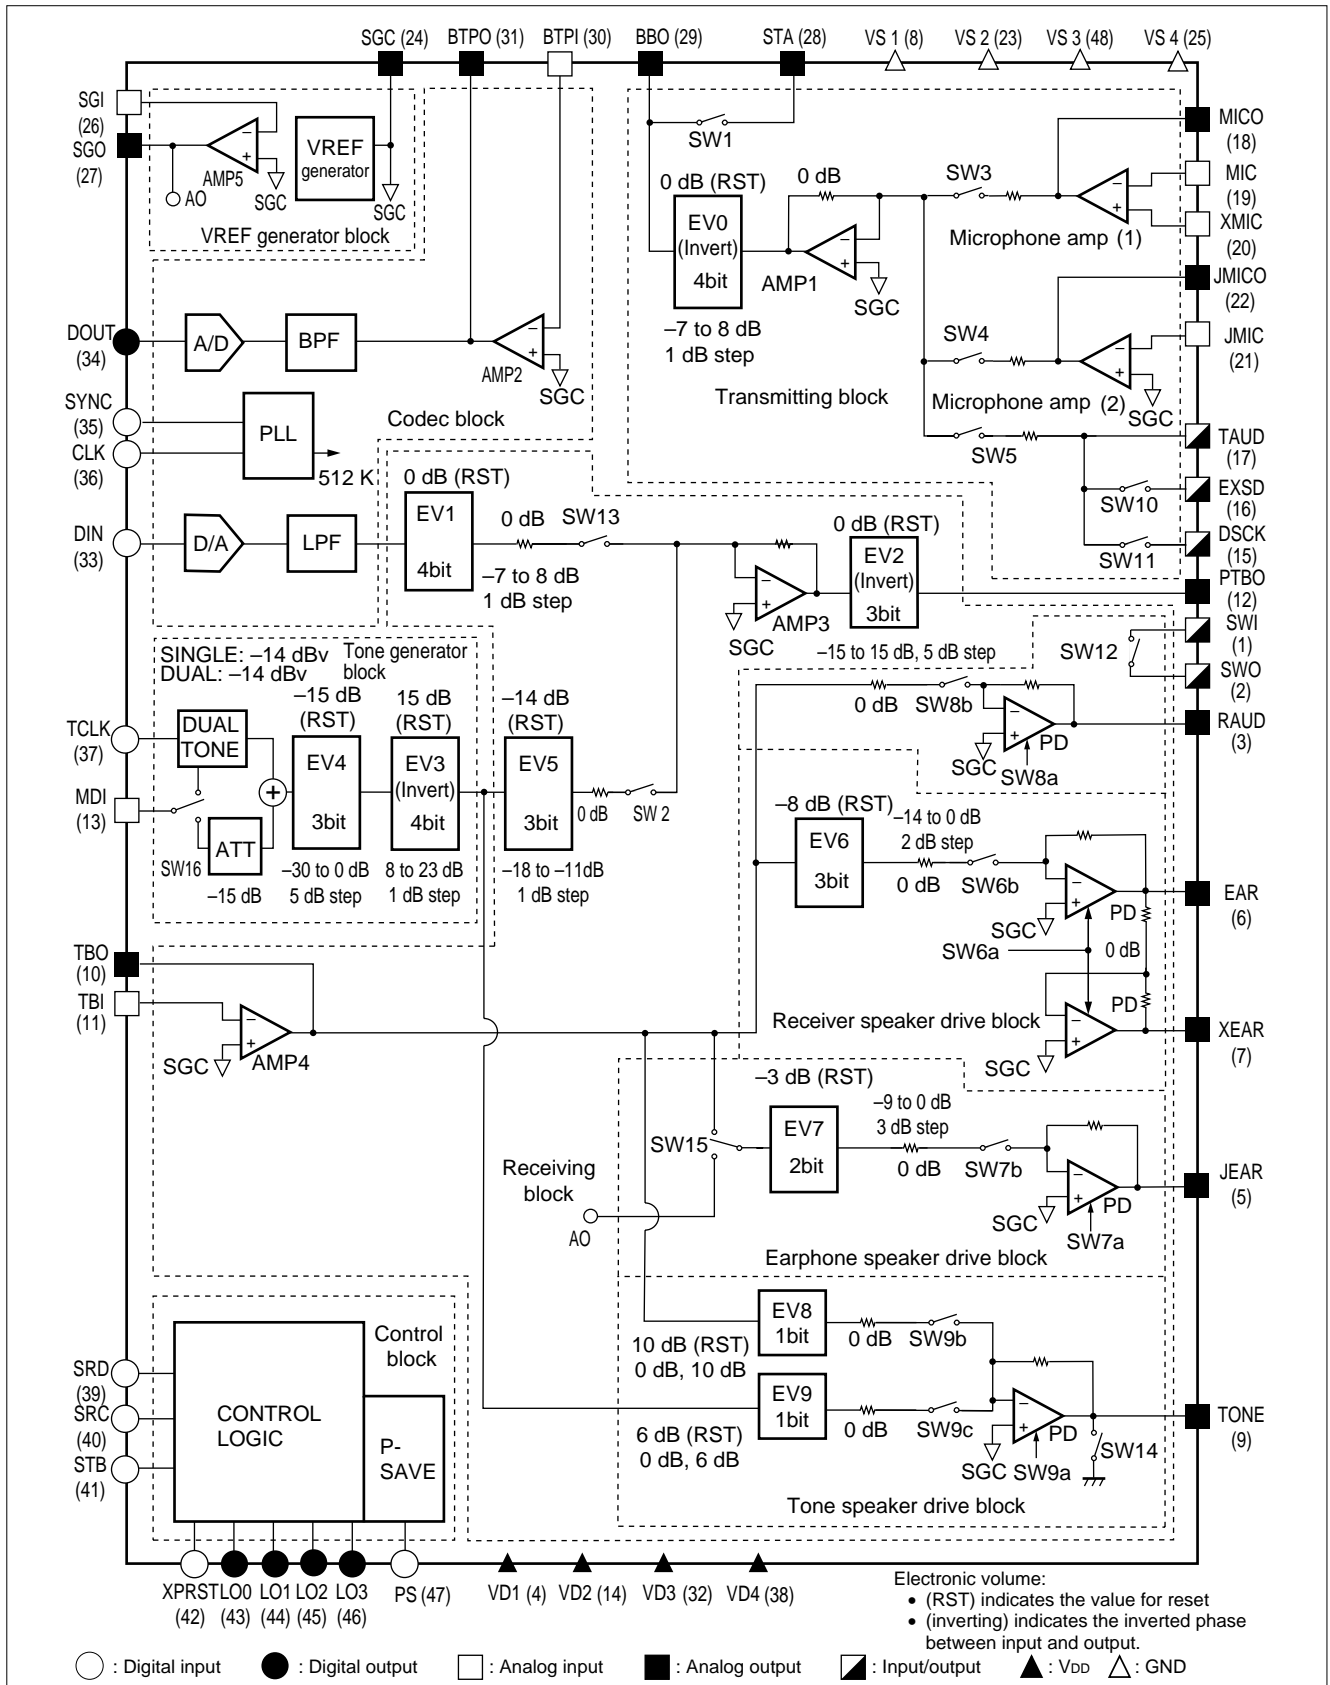 SGC (24)
BTPO (31)
BTPI (30)
BBO (29)
STA (28)
VS 1 (8)
VS 2 (23)
VS 3 (48)
VS 4 (25)
SGI
(26)
SGO
(27)
AMP5
AO
SGC
VREF
generator
SGC
VREF generator block
SW1
0 dB (RST)
EV0
(Invert)
4bit
–7 to 8 dB
1 dB step
0 dB
AMP1
SGC
SW3
Microphone amp (1)
MICO
(18)
MIC
(19)
XMIC
(20)
JMICO
(22)
JMIC
(21)
SW4
Microphone amp (2)
SGC
Transmitting block
SW5
TAUD
(17)
SW10
EXSD
(16)
SW11
DSCK
(15)
DOUT
(34)
A/D
BPF
AMP2
SGC
SYNC
(35)
CLK
(36)
PLL
512 K
Codec block
DIN
(33)
D/A
LPF
0 dB (RST)
EV1
4bit
0 dB
SW13
–7 to 8 dB
1 dB step
SGC
AMP3
0 dB (RST)
EV2
(Invert)
3bit
–15 to 15 dB, 5 dB step
PTBO
(12)
SWI
(1)
SW12
SWO
(2)
SINGLE: –14 dBv
DUAL: –14 dBv
Tone generator
block
TCLK
(37)
DUAL
TONE
MDI
(13)
SW16
ATT
–15 dB
+
–15 dB
(RST)
EV4
3bit
–30 to 0 dB
5 dB step
15 dB
(RST)
EV3
(Invert)
4bit
8 to 23 dB
1 dB step
–14 dB
(RST)
EV5
3bit
–18 to –11dB
1 dB step
0 dB
SW 2
0 dB
SW8b
SGC
PD
SW8a
RAUD
(3)
–8 dB (RST)
EV6
3bit
–14 to 0 dB
2 dB step
0 dB
SW6b
SGC
PD
SW6a
0 dB
PD
SGC
EAR
(6)
XEAR
(7)
Receiver speaker drive block
TBO
(10)
TBI
(11)
SGC
AMP4
–3 dB (RST)
SW15
EV7
2bit
–9 to 0 dB
3 dB step
0 dB
SW7b
SGC
PD
SW7a
JEAR
(5)
Receiving
block
AO
Earphone speaker drive block
EV8
1bit
10 dB (RST)
0 dB, 10 dB
0 dB
SW9b
EV9
1bit
6 dB (RST)
0 dB, 6 dB
0 dB
SW9c
SGC
SW9a
PD
SW14
TONE
(9)
Tone speaker drive block
Control
block
SRD
(39)
SRC
(40)
STB
(41)
CONTROL
LOGIC
P-
SAVE
XPRST
(42)
LO0
(43)
LO1
(44)
LO2
(45)
LO3
(46)
PS (47)
VD1 (4)
VD2 (14)
VD3 (32)
VD4 (38)
Electronic volume:
• (RST) indicates the value for reset
• (inverting) indicates the inverted phase
between input and output.
: Digital input
: Digital output
: Analog input
: Analog output
: Input/output
: VDD
: GND